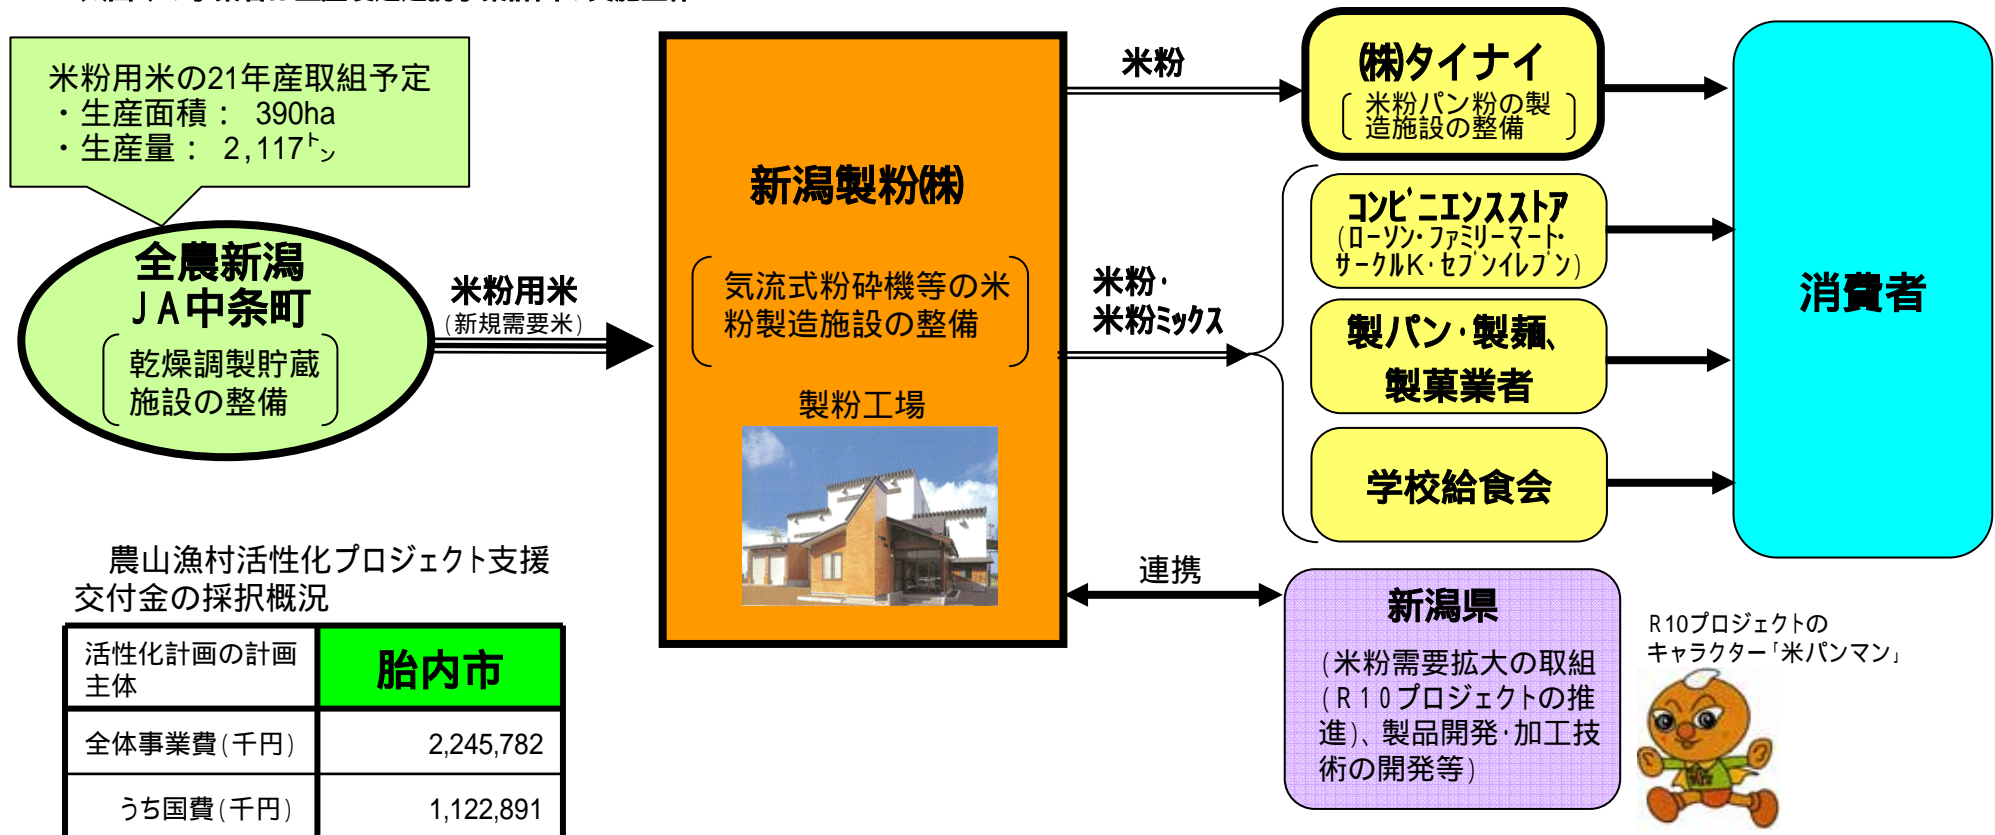 米粉用米の21年産取組予定
・生産面積： 390ha
・生産量： 2,117㌧
全農新潟
ＪＡ中条町
乾燥調製貯蔵
施設の整備
米粉用米
(新規需要米)
新潟製粉㈱
気流式粉砕機等の米
粉製造施設の整備
製粉工場
米粉
米粉・
米粉ﾐｯｸｽ
㈱タイナイ
米粉パン粉の製
造施設の整備
ｺﾝﾋﾞﾆｴﾝｽｽﾄｱ
(ﾛｰｿﾝ・ﾌｧﾐﾘｰﾏｰﾄ・
ｻｰｸﾙK・ｾﾌﾞﾝｲﾚﾌﾞﾝ)
製パン・製麺、
製菓業者
学校給食会
消費者
連携
新潟県
(米粉需要拡大の取組
(R10プロジェクトの推
進)、製品開発・加工技
術の開発等)
R10プロジェクトの
キャラクター「米パンマン」
農山漁村活性化プロジェクト支援
交付金の採択概況
活性化計画の計画
主体
胎内市
全体事業費(千円) 2,245,782
うち国費(千円) 1,122,891